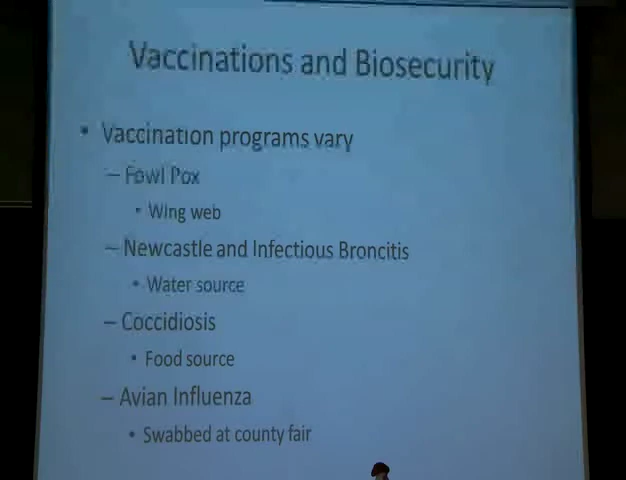 Vaccinations and Biosecurity
• Vaccination programs vary
– Fowl Pox
• Wing web
– Newcastle and Infectious Broncitis
• Water source
– Coccidiosis
• Food source
– Avian Influenza
• Swabbed at county fair